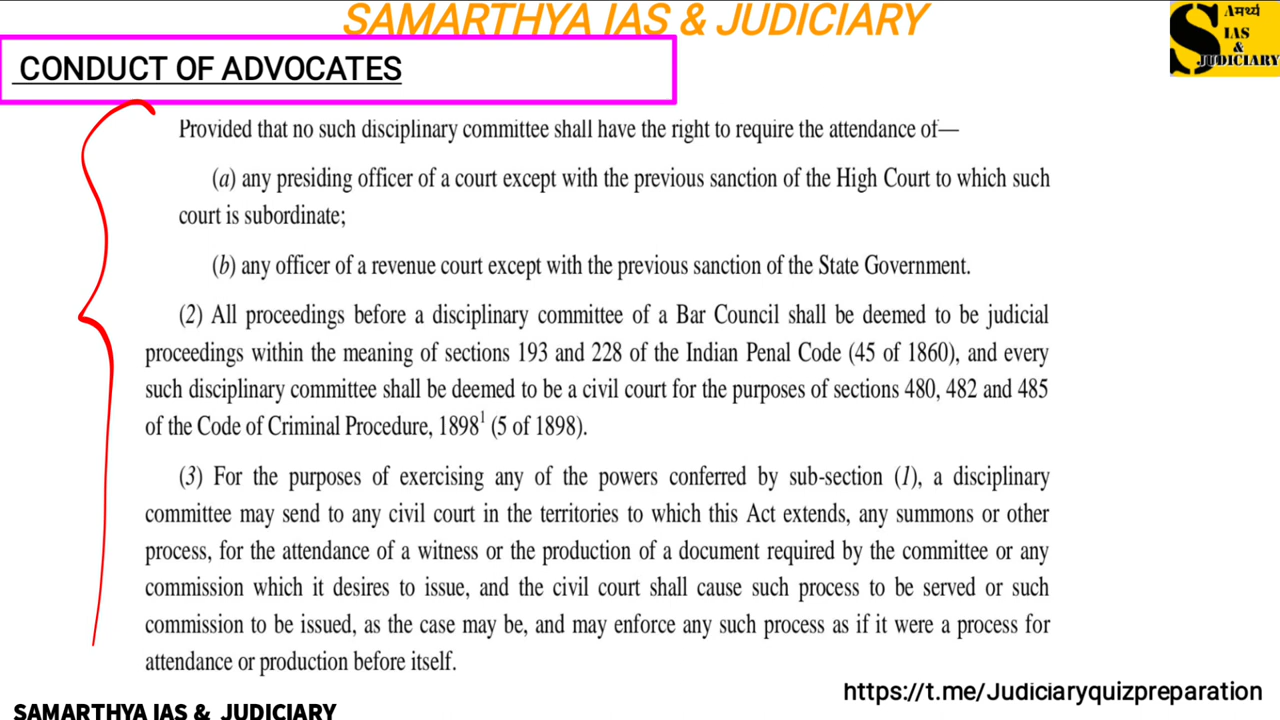 SAMARTHYA IAS & JUDICIARY
Samर्थ्य
IAS
&
JUDICIARY
CONDUCT OF ADVOCATES
Provided that no such disciplinary committee shall have the right to require the attendance of—
(a) any presiding officer of a court except with the previous sanction of the High Court to which such
court is subordinate;
(b) any officer of a revenue court except with the previous sanction of the State Government.
(2) All proceedings before a disciplinary committee of a Bar Council shall be deemed to be judicial
proceedings within the meaning of sections 193 and 228 of the Indian Penal Code (45 of 1860), and every
such disciplinary committee shall be deemed to be a civil court for the purposes of sections 480, 482 and 485
of the Code of Criminal Procedure, 1898¹ (5 of 1898).
(3) For the purposes of exercising any of the powers conferred by sub-section (1), a disciplinary
committee may send to any civil court in the territories to which this Act extends, any summons or other
process, for the attendance of a witness or the production of a document required by the committee or any
commission which it desires to issue, and the civil court shall cause such process to be served or such
commission to be issued, as the case may be, and may enforce any such process as if it were a process for
attendance or production before itself.
https://t.me/Judiciaryquizpreparation
SAMARTHYA IAS & JUDICIARY